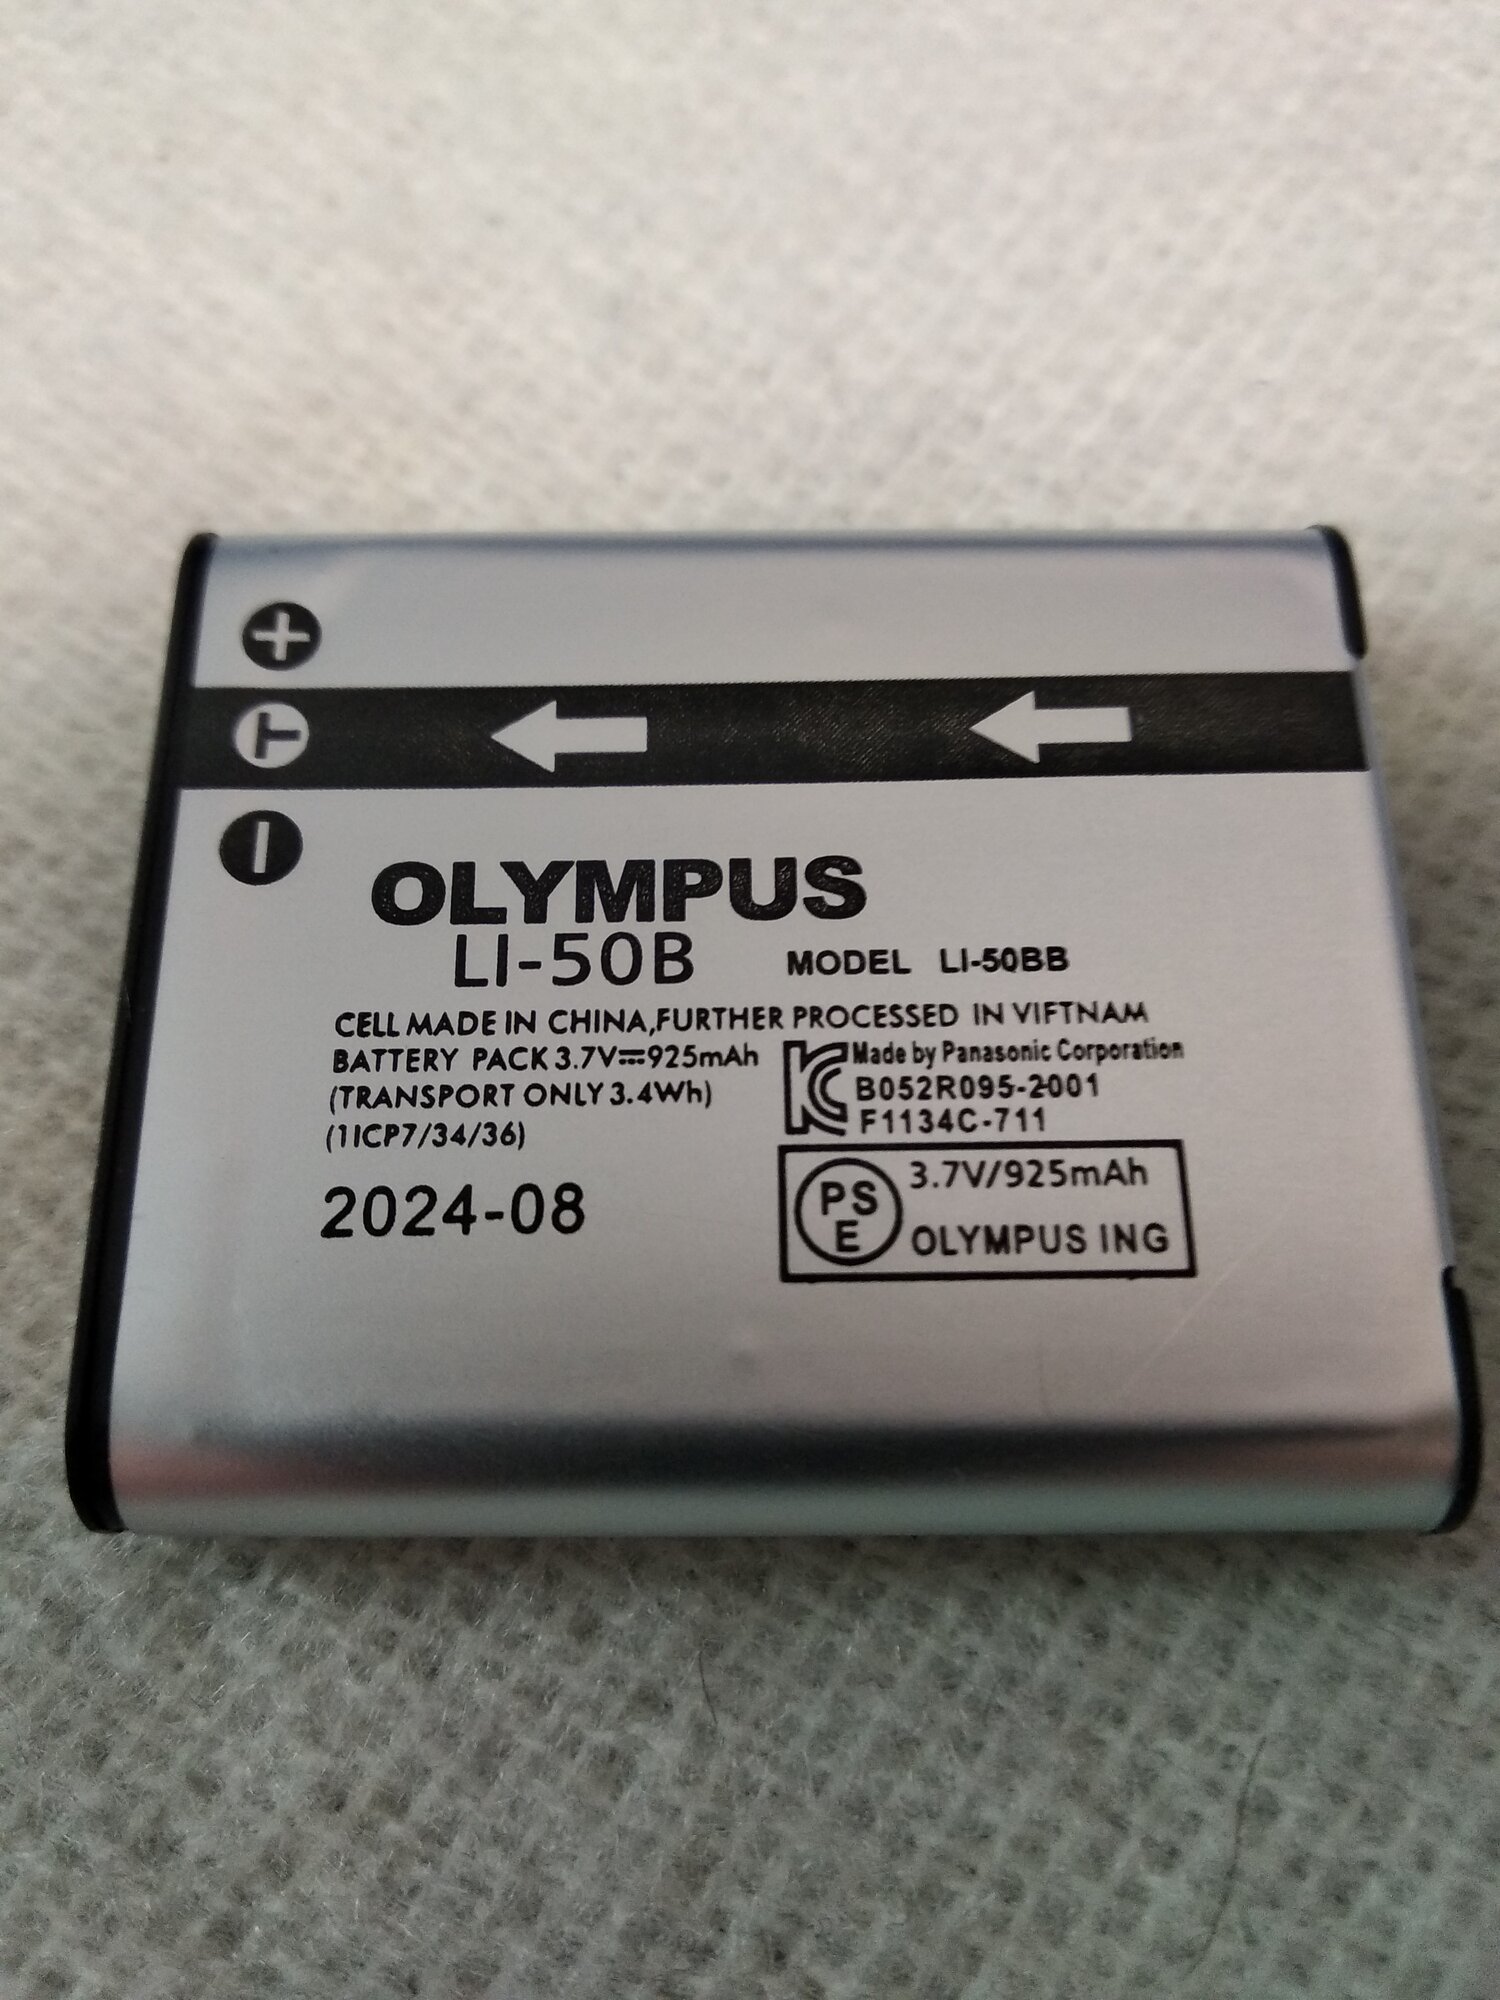 +
T
−
OLYMPUS
LI-50B MODEL LI-50BB
CELL MADE IN CHINA,FURTHER PROCESSED IN VIFTNAM
BATTERY PACK 3.7V⎓925mAh
(TRANSPORT ONLY 3.4Wh)
(1ICP7/34/36)
2024-08
KC Made by Panasonic Corporation
B052R095-2001
F1134C-711
PS
E
3.7V/925mAh
OLYMPUS ING